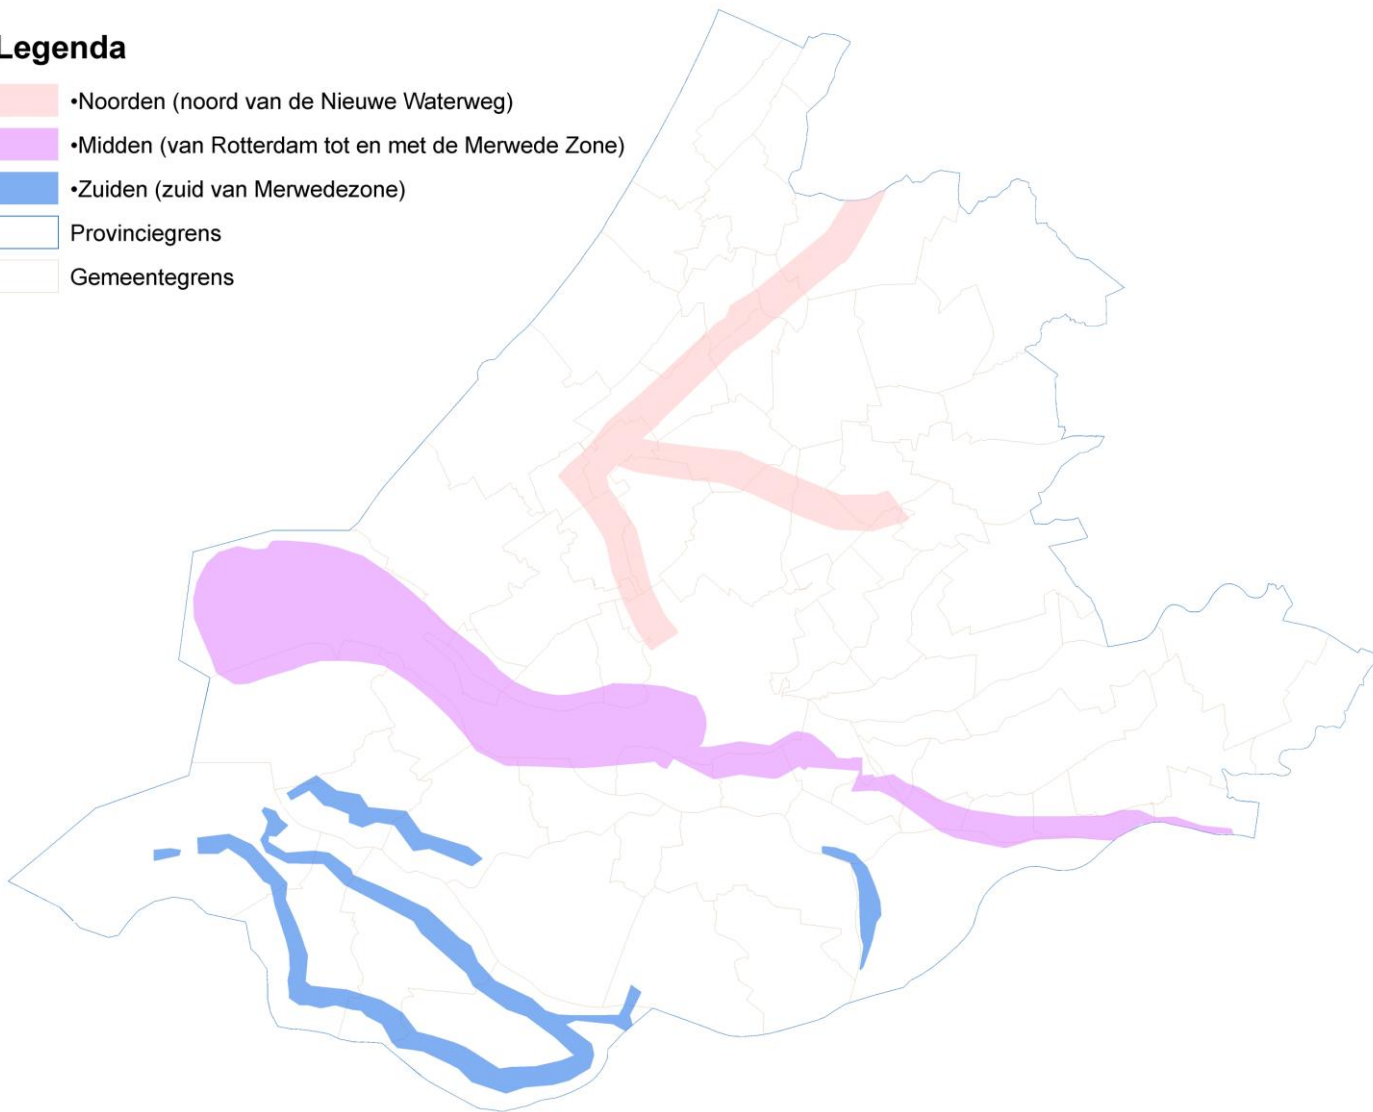 Legenda
•Noorden (noord van de Nieuwe Waterweg)
•Midden (van Rotterdam tot en met de Merwede Zone)
•Zuiden (zuid van Merwedezone)
Provinciegrens
Gemeentegrens